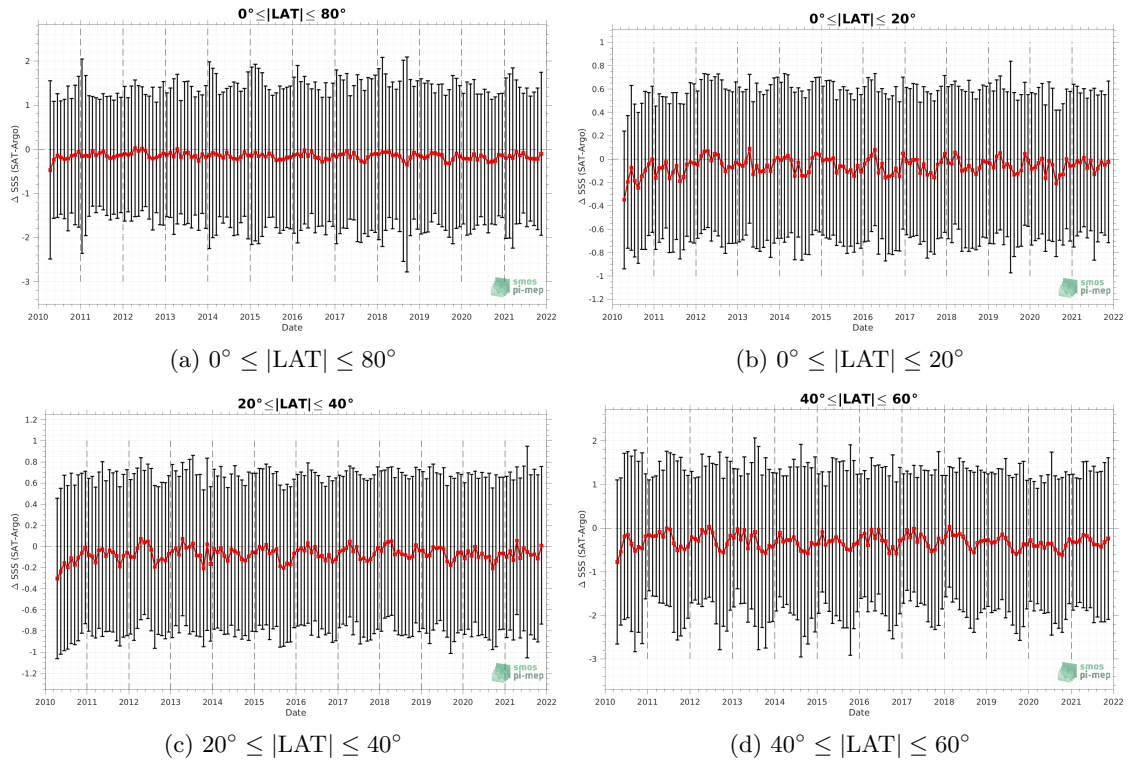 0°≤|LAT|≤ 80°
Δ SSS (SAT-Argo)
2
1
0
-1
-2
-3
smos
pi-mep
2010 2011 2012 2013 2014 2015 2016 2017 2018 2019 2020 2021 2022
Date
(a) 0° ≤ |LAT| ≤ 80°
0°≤|LAT|≤ 20°
Δ SSS (SAT-Argo)
1
0.8
0.6
0.4
0.2
0
-0.2
-0.4
-0.6
-0.8
-1
-1.2
smos
pi-mep
2010 2011 2012 2013 2014 2015 2016 2017 2018 2019 2020 2021 2022
Date
(b) 0° ≤ |LAT| ≤ 20°
20°≤|LAT|≤ 40°
Δ SSS (SAT-Argo)
1.2
1
0.8
0.6
0.4
0.2
0
-0.2
-0.4
-0.6
-0.8
-1
-1.2
smos
pi-mep
2010 2011 2012 2013 2014 2015 2016 2017 2018 2019 2020 2021 2022
Date
(c) 20° ≤ |LAT| ≤ 40°
40°≤|LAT|≤ 60°
Δ SSS (SAT-Argo)
2
1
0
-1
-2
-3
smos
pi-mep
2010 2011 2012 2013 2014 2015 2016 2017 2018 2019 2020 2021 2022
Date
(d) 40° ≤ |LAT| ≤ 60°